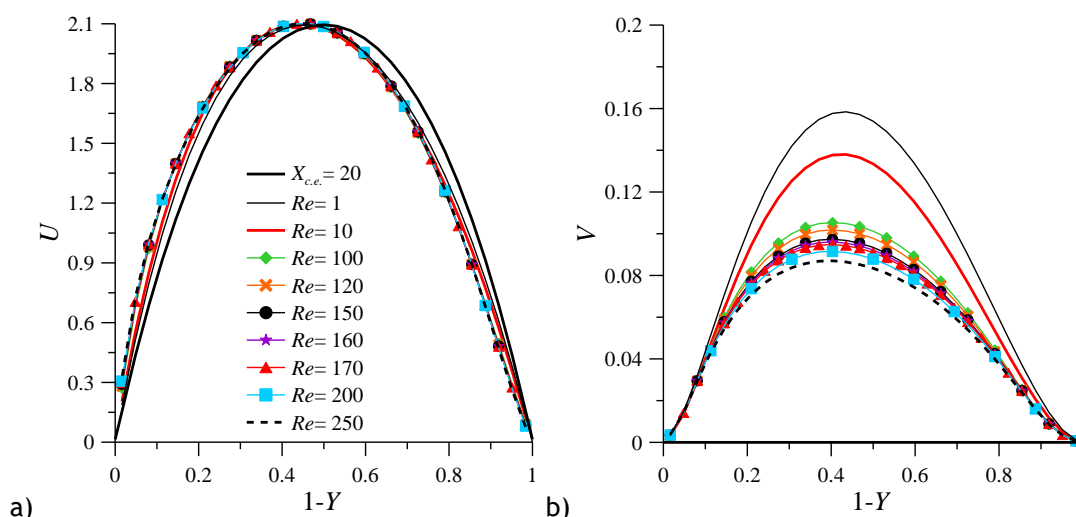 2.1
1.8
1.5
1.2
0.9
0.6
0.3
0
U
0 0.2 0.4 0.6 0.8 1
1-Y
a)
X c.e. = 20
Re= 1
Re= 10
Re= 100
Re= 120
Re= 150
Re= 160
Re= 170
Re= 200
Re= 250
0.2
0.16
0.12
0.08
0.04
0
V
0 0.2 0.4 0.6 0.8
1-Y
b)